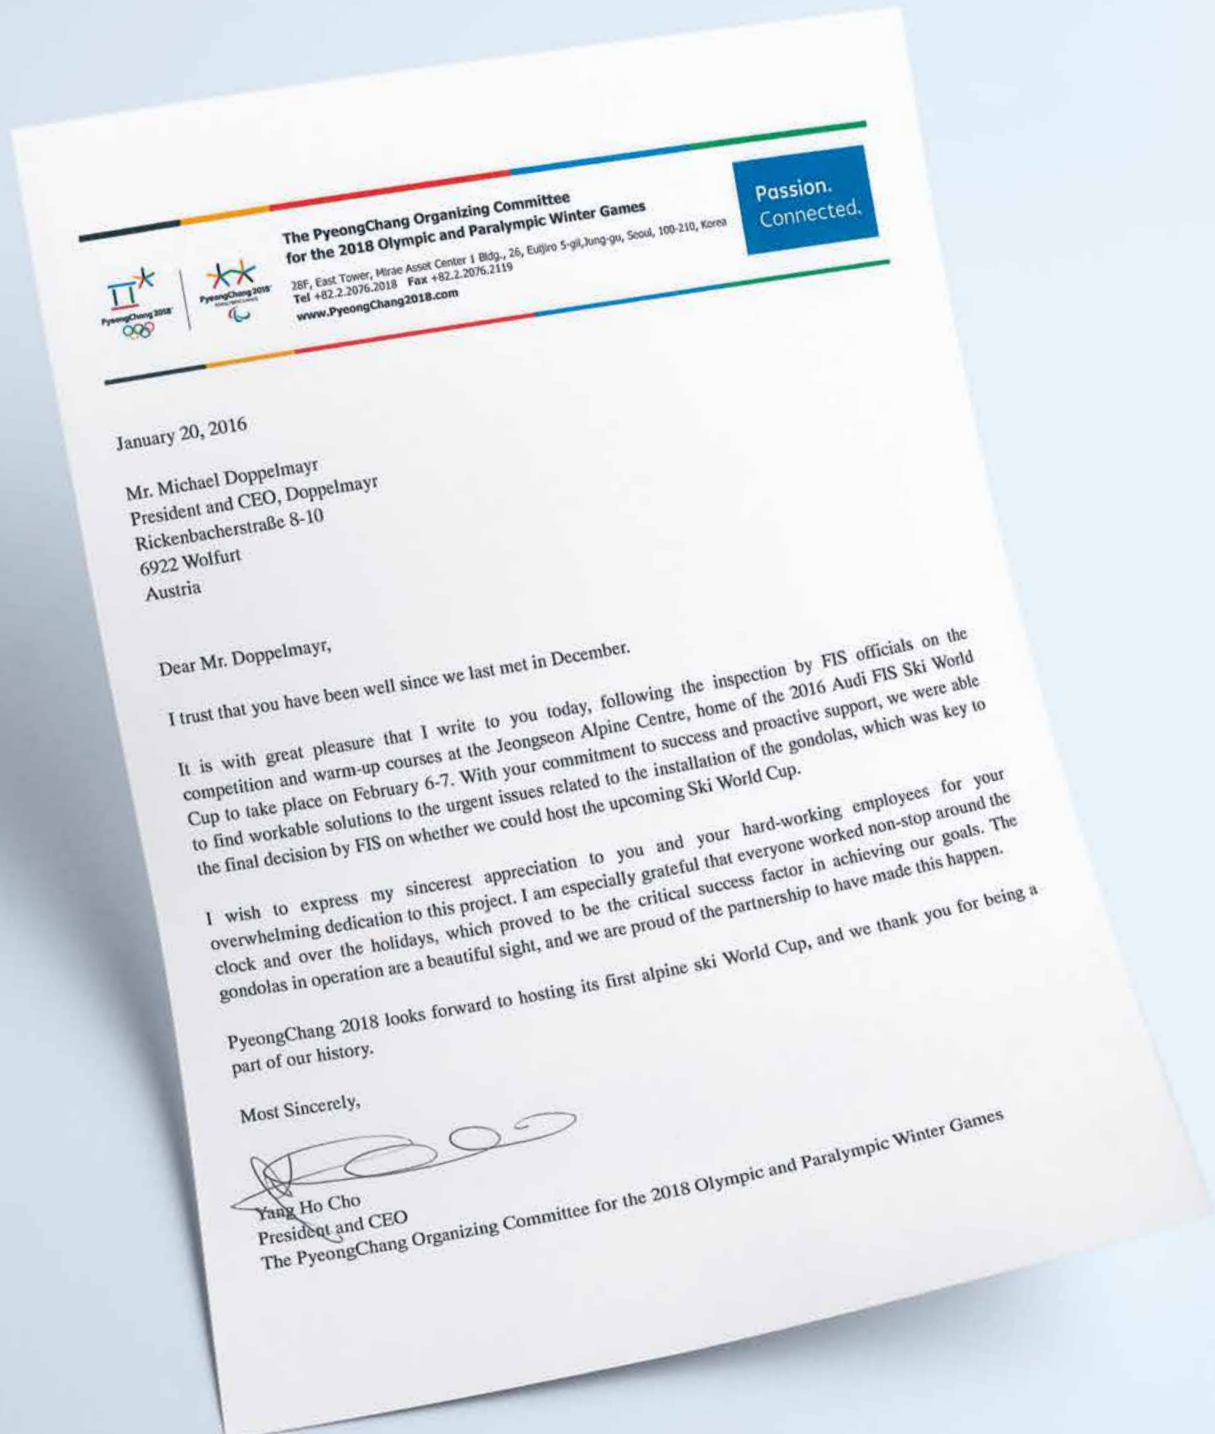 The PyeongChang Organizing Committee
for the 2018 Olympic and Paralympic Winter Games
28F, East Tower, Mirae Asset Center 1 Bldg., 26, Euljiro 5-gil,Jung-gu, Seoul, 100-210, Korea
Tel +82.2.2076.2018 Fax +82.2.2076.2119
www.PyeongChang2018.com
Passion.
Connected.
PyeongChang 2018
PyeongChang 2018
January 20, 2016
Mr. Michael Doppelmayr
President and CEO, Doppelmayr
Rickenbacherstraße 8-10
6922 Wolfurt
Austria
Dear Mr. Doppelmayr,
I trust that you have been well since we last met in December.
It is with great pleasure that I write to you today, following the inspection by FIS officials on the
competition and warm-up courses at the Jeongseon Alpine Centre, home of the 2016 Audi FIS Ski World
Cup to take place on February 6-7. With your commitment to success and proactive support, we were able
to find workable solutions to the urgent issues related to the installation of the gondolas, which was key to
the final decision by FIS on whether we could host the upcoming Ski World Cup.
I wish to express my sincerest appreciation to you and your hard-working employees for your
overwhelming dedication to this project. I am especially grateful that everyone worked non-stop around the
clock and over the holidays, which proved to be the critical success factor in achieving our goals. The
gondolas in operation are a beautiful sight, and we are proud of the partnership to have made this happen.
PyeongChang 2018 looks forward to hosting its first alpine ski World Cup, and we thank you for being a
part of our history.
Most Sincerely,
Yang Ho Cho
President and CEO
The PyeongChang Organizing Committee for the 2018 Olympic and Paralympic Winter Games